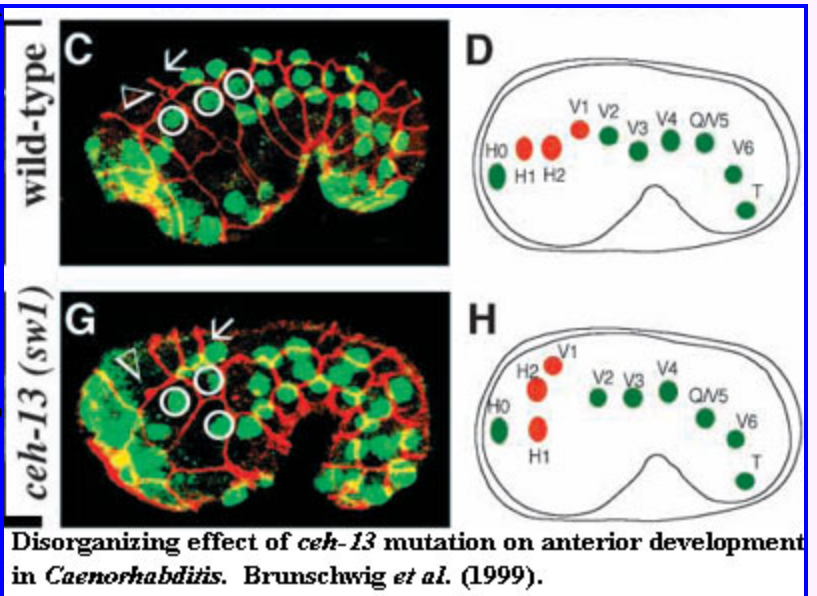 wild-type
C
D
H0
H1
H2
V1
V2
V3
V4
Q/V5
V6
T
ceh-13 (sw1)
G
H
H0
H1
H2
V1
V2
V3
V4
Q/V5
V6
T
Disorganizing effect of ceh-13 mutation on anterior development
in Caenorhabditis. Brunschwig et al. (1999).